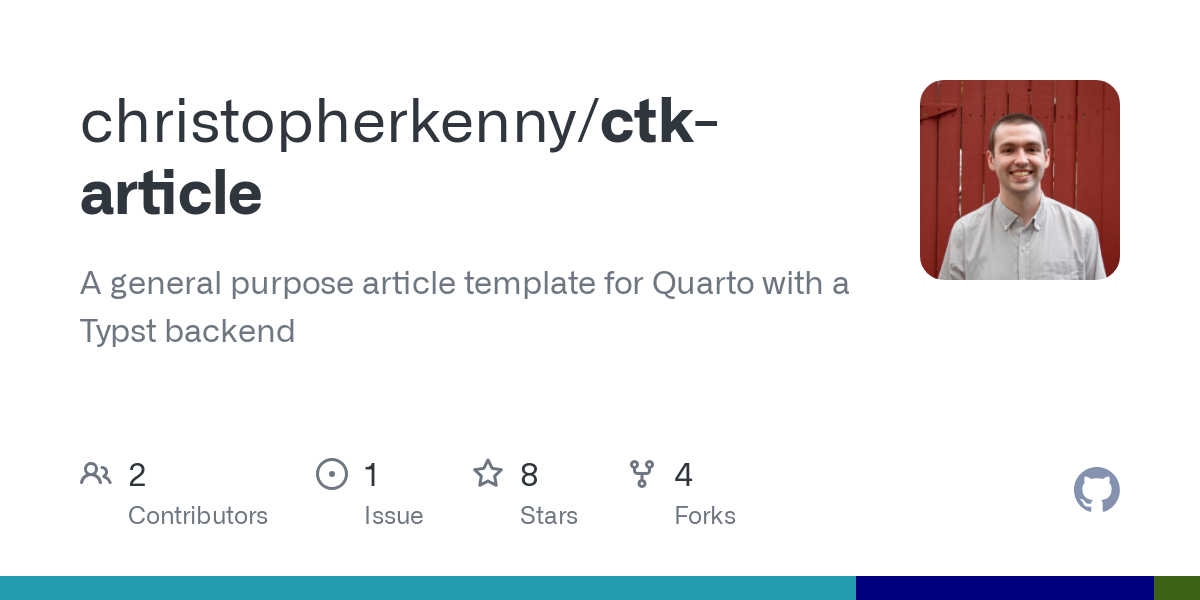 christopherkenny/ctk-
article
A general purpose article template for Quarto with a
Typst backend
2 1 8 4
Contributors Issue Stars Forks